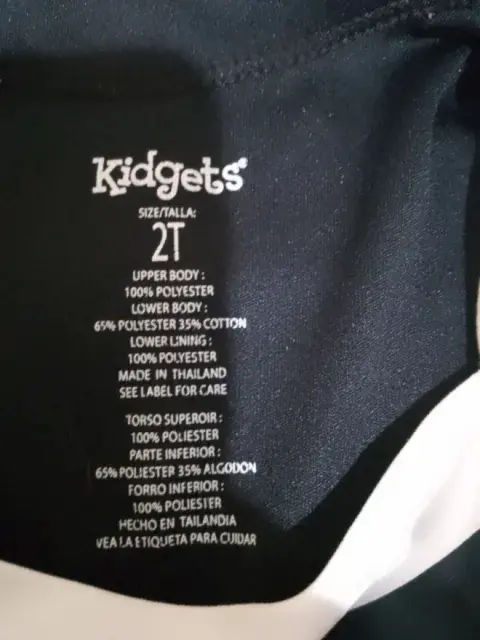 Kidgets
SIZE/TALLA:
2T
UPPER BODY :
100% POLYESTER
LOWER BODY :
65% POLYESTER 35% COTTON
LOWER LINING :
100% POLYESTER
MADE IN THAILAND
SEE LABEL FOR CARE
TORSO SUPEROIR :
100% POLIESTER
PARTE INFERIOR :
65% POLIESTER 35% ALGODON
FORRO INFERIOR :
100% POLIESTER
HECHO EN TAILANDIA
VEA LA ETIQUETA PARA CUIDAR